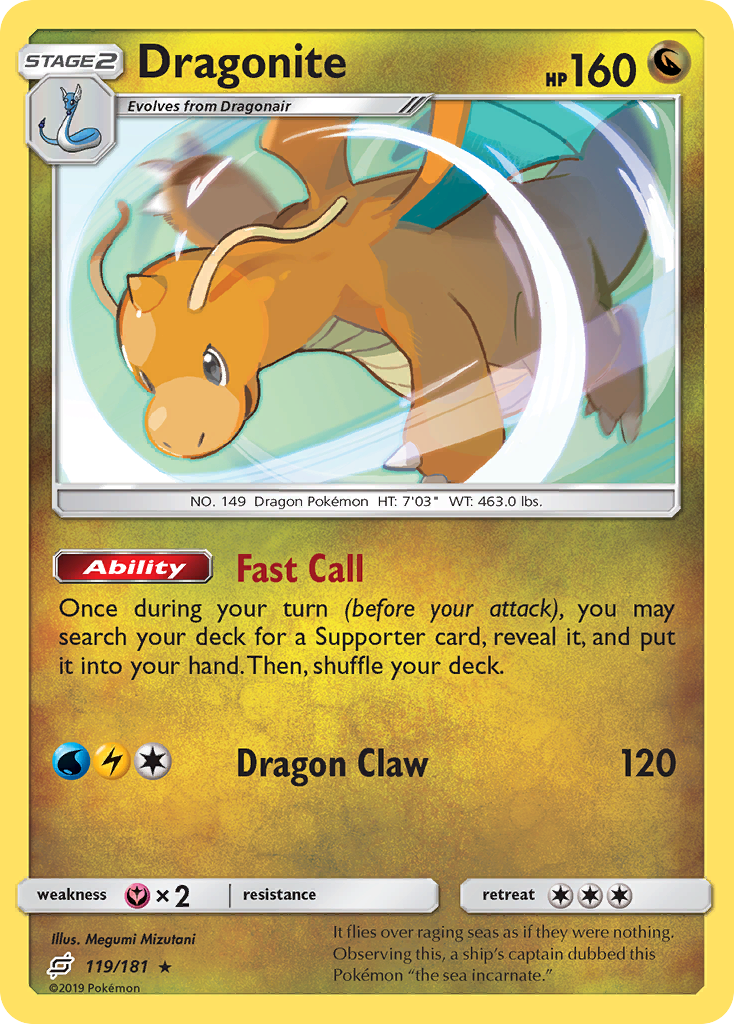 STAGE2
Dragonite
HP160
Evolves from Dragonair
NO. 149 Dragon Pokémon HT: 7'03" WT: 463.0 lbs.
Ability Fast Call
Once during your turn (before your attack), you may
search your deck for a Supporter card, reveal it, and put
it into your hand. Then, shuffle your deck.
Dragon Claw 120
weakness ×2 resistance retreat
Illus. Megumi Mizutani
119/181 ★
©2019 Pokémon
It flies over raging seas as if they were nothing.
Observing this, a ship's captain dubbed this
Pokémon “the sea incarnate.”